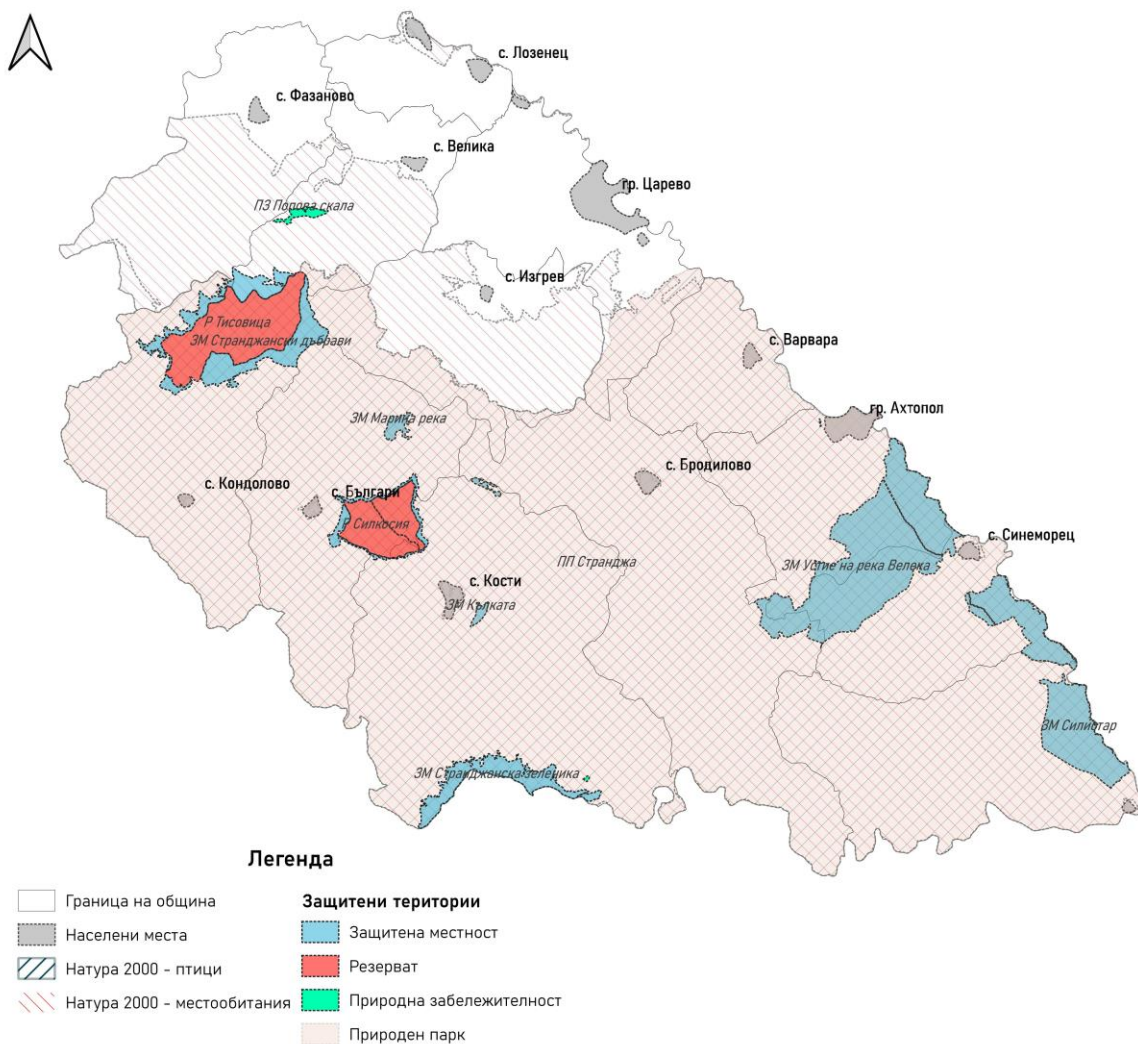 с. Лозенец
с. Фазаново
с. Велика
гр. Царево
ПЗ Попова скала
с. Изгрев
Р Тисовица
ЗМ Странджански дъбрави
с. Варвара
гр. Ахтопол
ЗМ Марина река
с. Бродилово
с. Кондолово
с. Българи
Р Силкосия
с. Синеморец
ПП Странджа
ЗМ Устие на река Велека
с. Кости
ЗМ Кълката
ЗМ Силистар
ЗМ Странджанска зеленика
Легенда
Граница на община
Населени места
Натура 2000 - птици
Натура 2000 - местообитания
Защитени територии
Защитена местност
Резерват
Природна забележителност
Природен парк